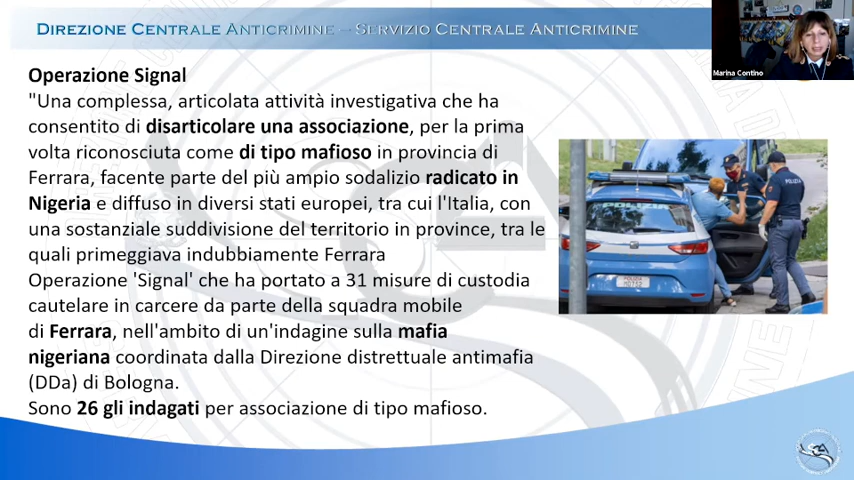 DIREZIONE CENTRALE ANTICRIMINE – SERVIZIO CENTRALE ANTICRIMINE
Marina Contino
Operazione Signal
"Una complessa, articolata attività investigativa che ha
consentito di disarticolare una associazione, per la prima
volta riconosciuta come di tipo mafioso in provincia di
Ferrara, facente parte del più ampio sodalizio radicato in
Nigeria e diffuso in diversi stati europei, tra cui l'Italia, con
una sostanziale suddivisione del territorio in province, tra le
quali primeggiava indubbiamente Ferrara
Operazione 'Signal' che ha portato a 31 misure di custodia
cautelare in carcere da parte della squadra mobile
di Ferrara, nell'ambito di un'indagine sulla mafia
nigeriana coordinata dalla Direzione distrettuale antimafia
(DDa) di Bologna.
Sono 26 gli indagati per associazione di tipo mafioso.
POLIZIA